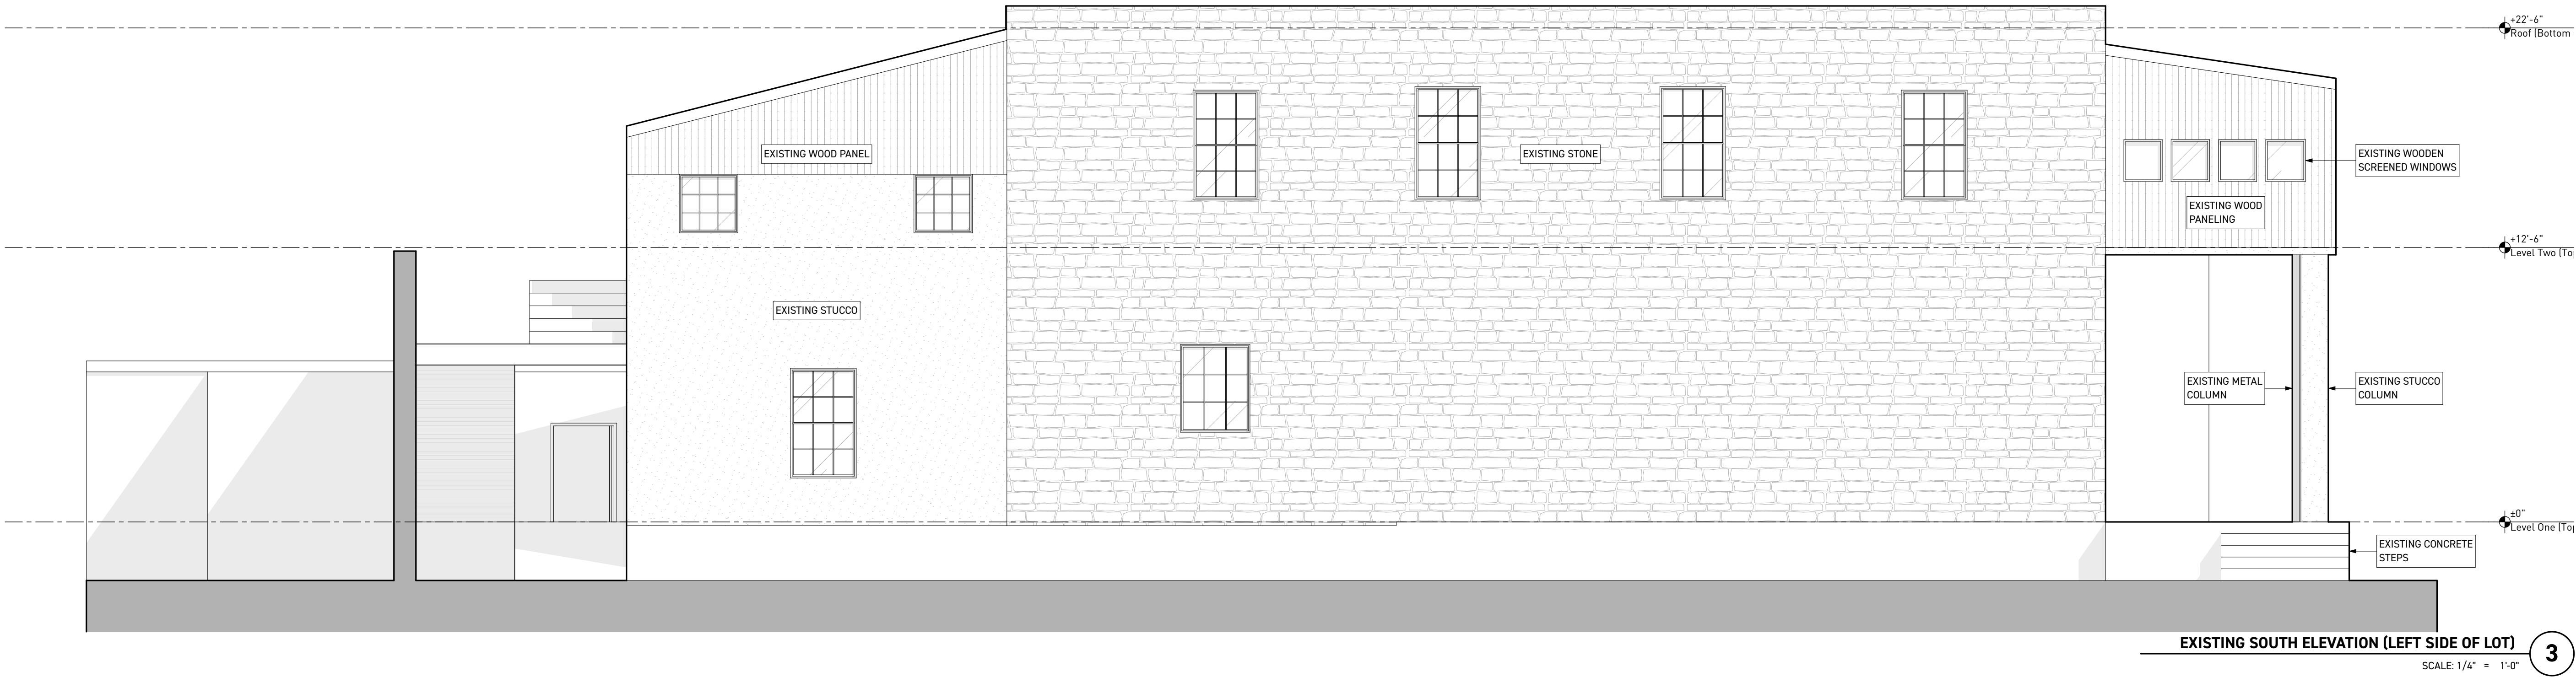 +22'-6"
Roof (Bottom
EXISTING WOOD PANEL
EXISTING STONE
EXISTING WOODEN
SCREENED WINDOWS
EXISTING WOOD
PANELING
+12'-6"
Level Two (To
EXISTING STUCCO
EXISTING METAL
COLUMN
EXISTING STUCCO
COLUMN
±0"
Level One (To
EXISTING CONCRETE
STEPS
EXISTING SOUTH ELEVATION (LEFT SIDE OF LOT)
3
SCALE: 1/4" = 1'-0"